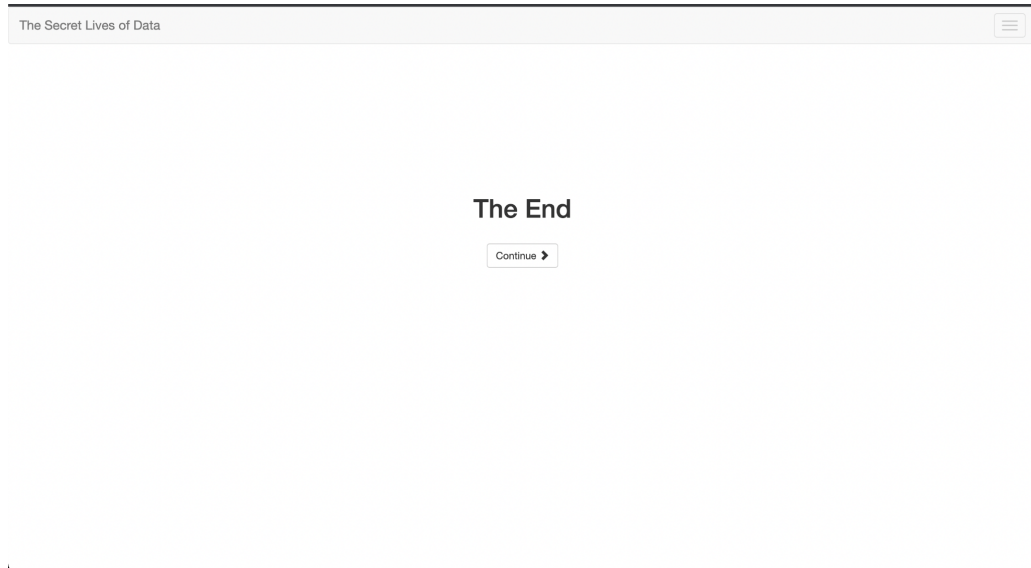 The Secret Lives of Data
The End
Continue